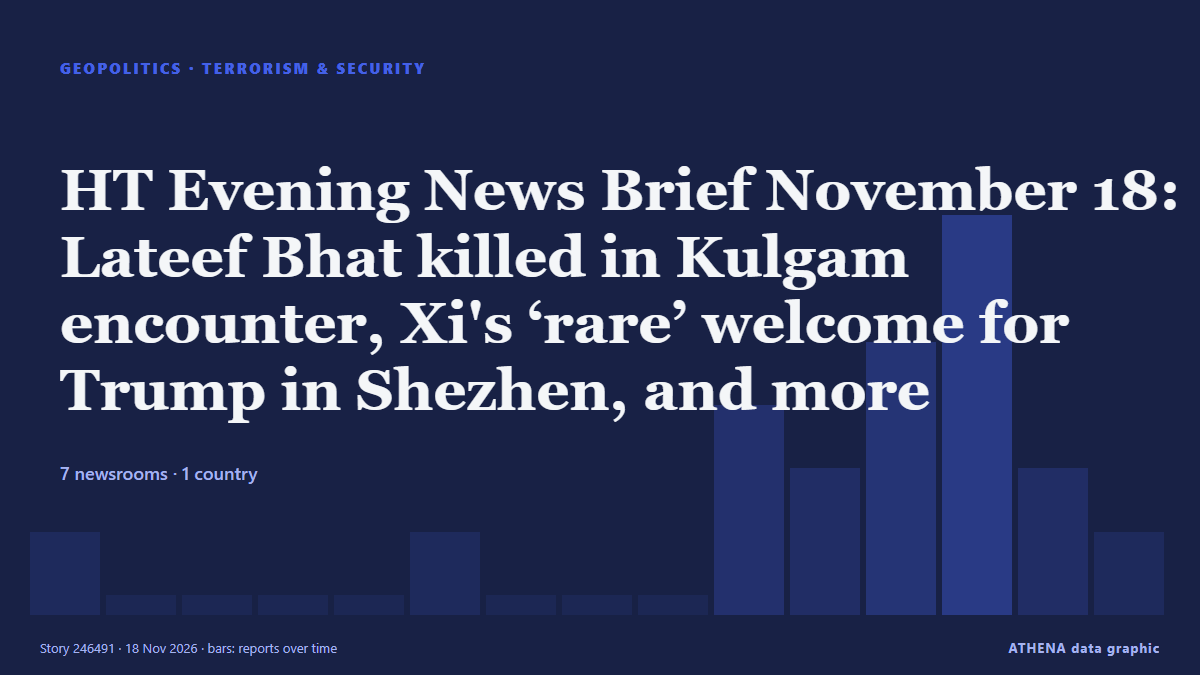 GEOPOLITICS · TERRORISM & SECURITY
HT Evening News Brief November 18:
Lateef Bhat killed in Kulgam
encounter, Xi's ‘rare’ welcome for
Trump in Shezhen, and more
7 newsrooms · 1 country
Story 246491 · 18 Nov 2026 · bars: reports over time
ATHENA data graphic